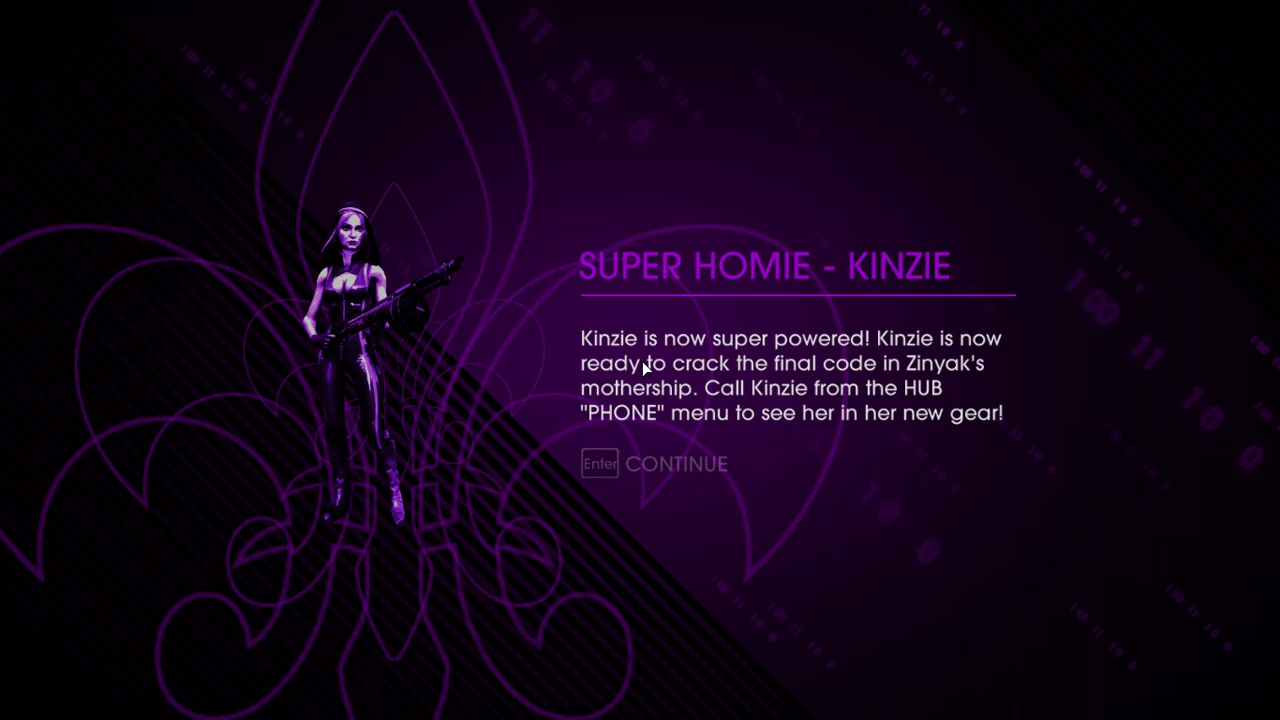 SUPER HOMIE - KINZIE
Kinzie is now super powered! Kinzie is now
ready to crack the final code in Zinyak's
mothership. Call Kinzie from the HUB
"PHONE" menu to see her in her new gear!
Enter CONTINUE